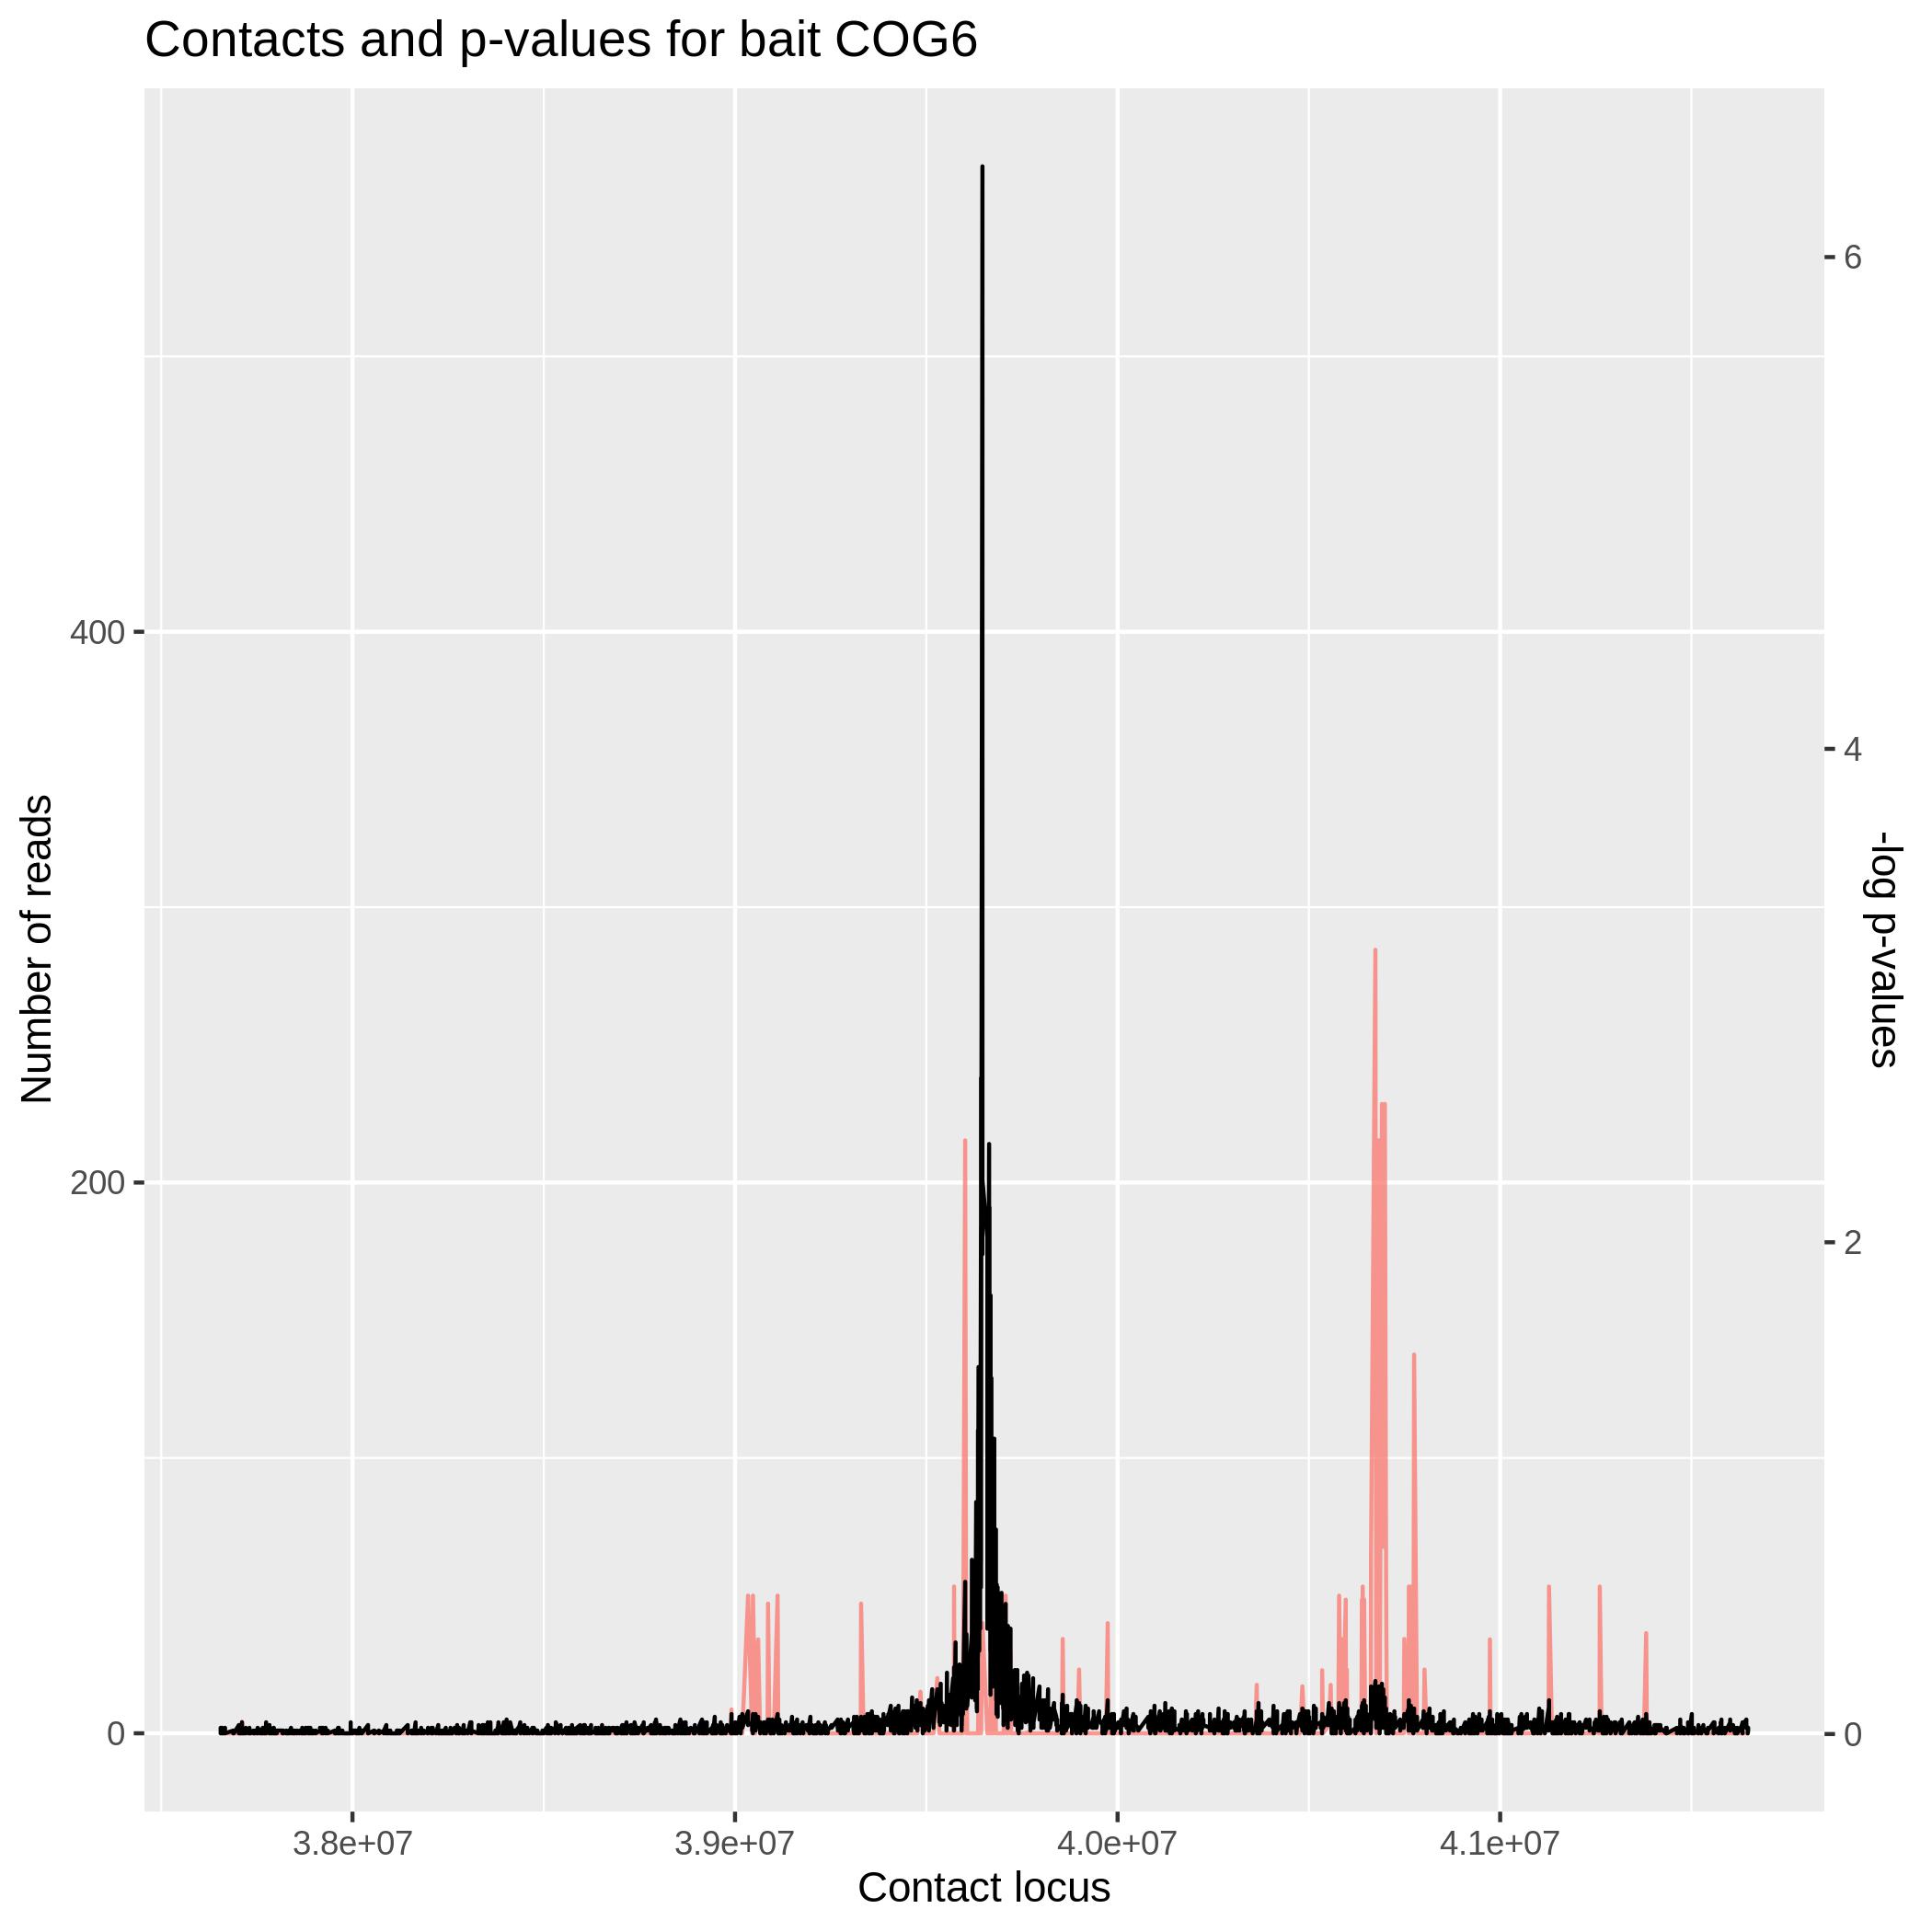 Contacts and p-values for bait COG6
Number of reads
400
200
0
6
4
2
0
-log p-values
3.8e+07
3.9e+07
4.0e+07
4.1e+07
Contact locus